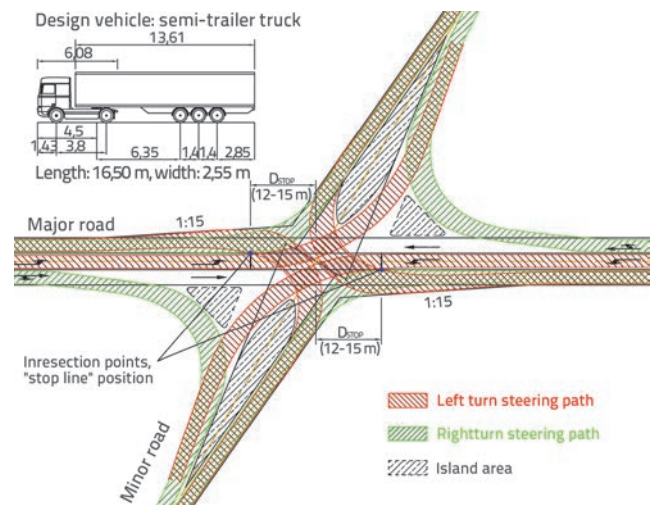 Design vehicle: semi-trailer truck
13,61
6,08
4,5
1,43
3,8
6,35
1,4
1,4
2,85
Length: 16,50 m, width: 2,55 m
DSTOP
(12-15 m)
Major road
1:15
1:15
DSTOP
(12-15 m)
Inresection points,
"stop line" position
Minor road
Left turn steering path
Rightturn steering path
Island area